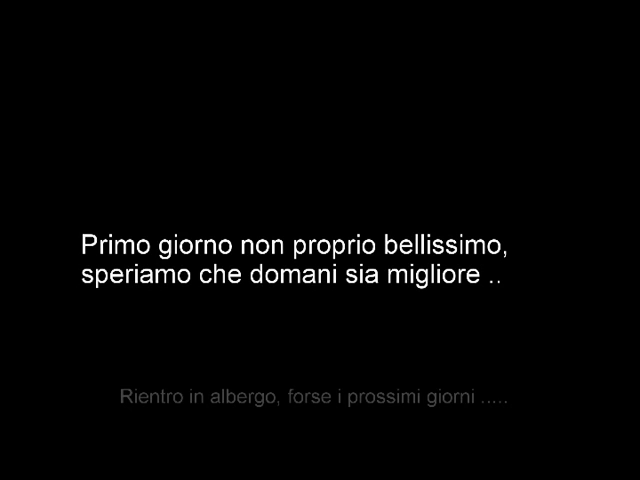 Primo giorno non proprio bellissimo,
speriamo che domani sia migliore ..
Rientro in albergo, forse i prossimi giorni .....